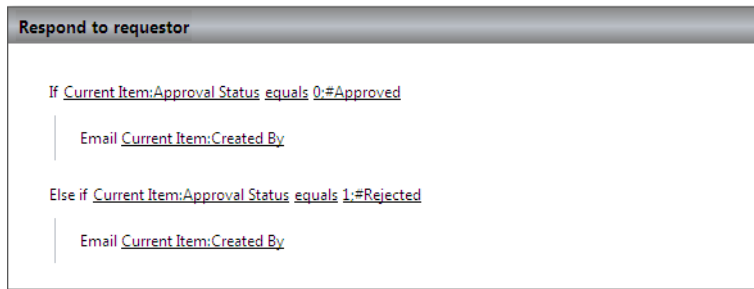 Respond to requestor
If Current Item:Approval Status equals 0;#Approved
Email Current Item:Created By
Else if Current Item:Approval Status equals 1;#Rejected
Email Current Item:Created By